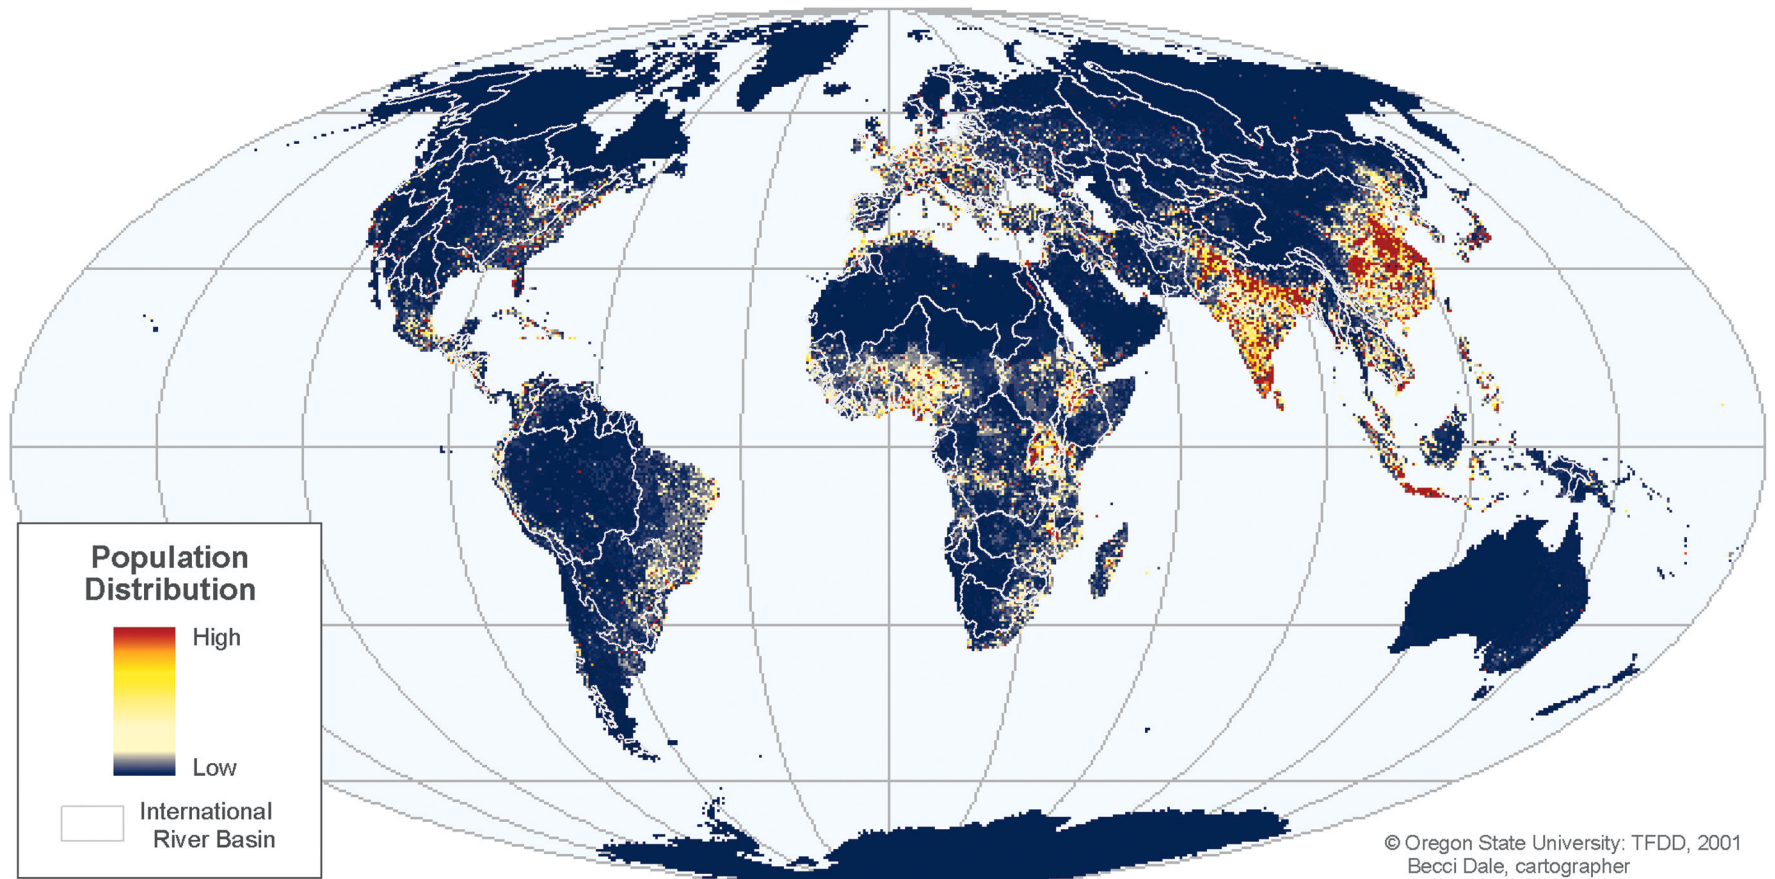 Population
Distribution
High
Low
International
River Basin
© Oregon State University: TFDD, 2001
Becci Dale, cartographer